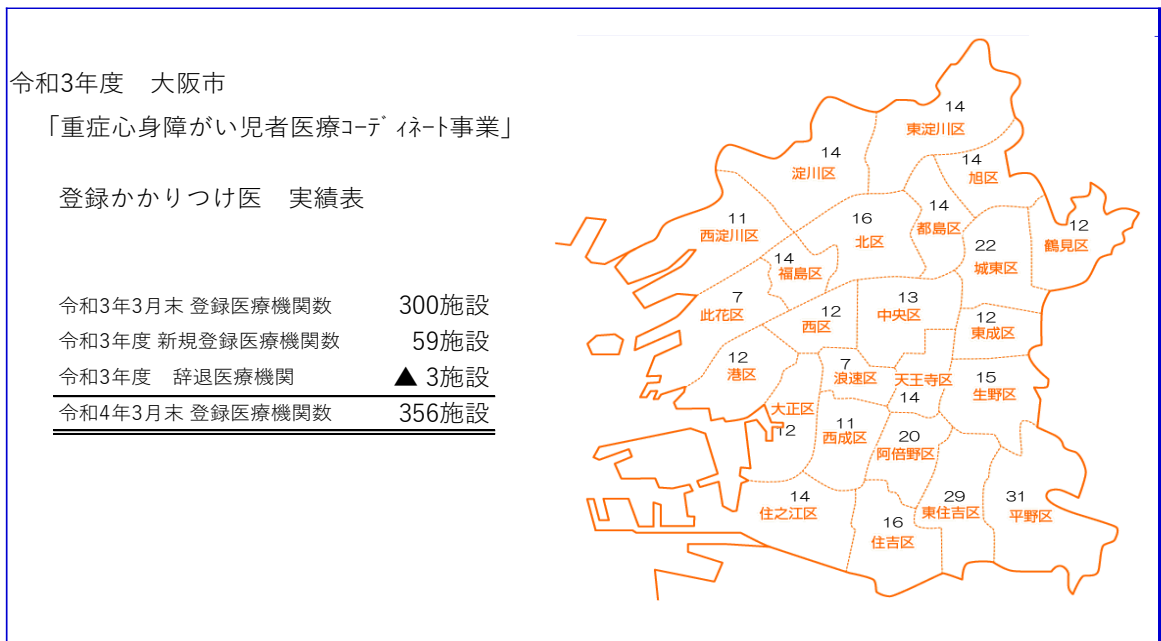 令和3年度　大阪市
「重症心身障がい児者医療ｺｰﾃﾞｨﾈｰﾄ事業」
登録かかりつけ医　実績表
令和3年3月末 登録医療機関数 300施設
令和3年度 新規登録医療機関数 59施設
令和3年度　辞退医療機関 ▲ 3施設
令和4年3月末 登録医療機関数 356施設
14
東淀川区
14
淀川区
14
旭区
14
都島区
11
西淀川区
16
北区
12
鶴見区
22
城東区
14
福島区
7
此花区
12
西区
13
中央区
12
東成区
12
港区
7
浪速区
天王寺区
14
15
生野区
大正区
12
11
西成区
20
阿倍野区
14
住之江区
16
住吉区
29
東住吉区
31
平野区